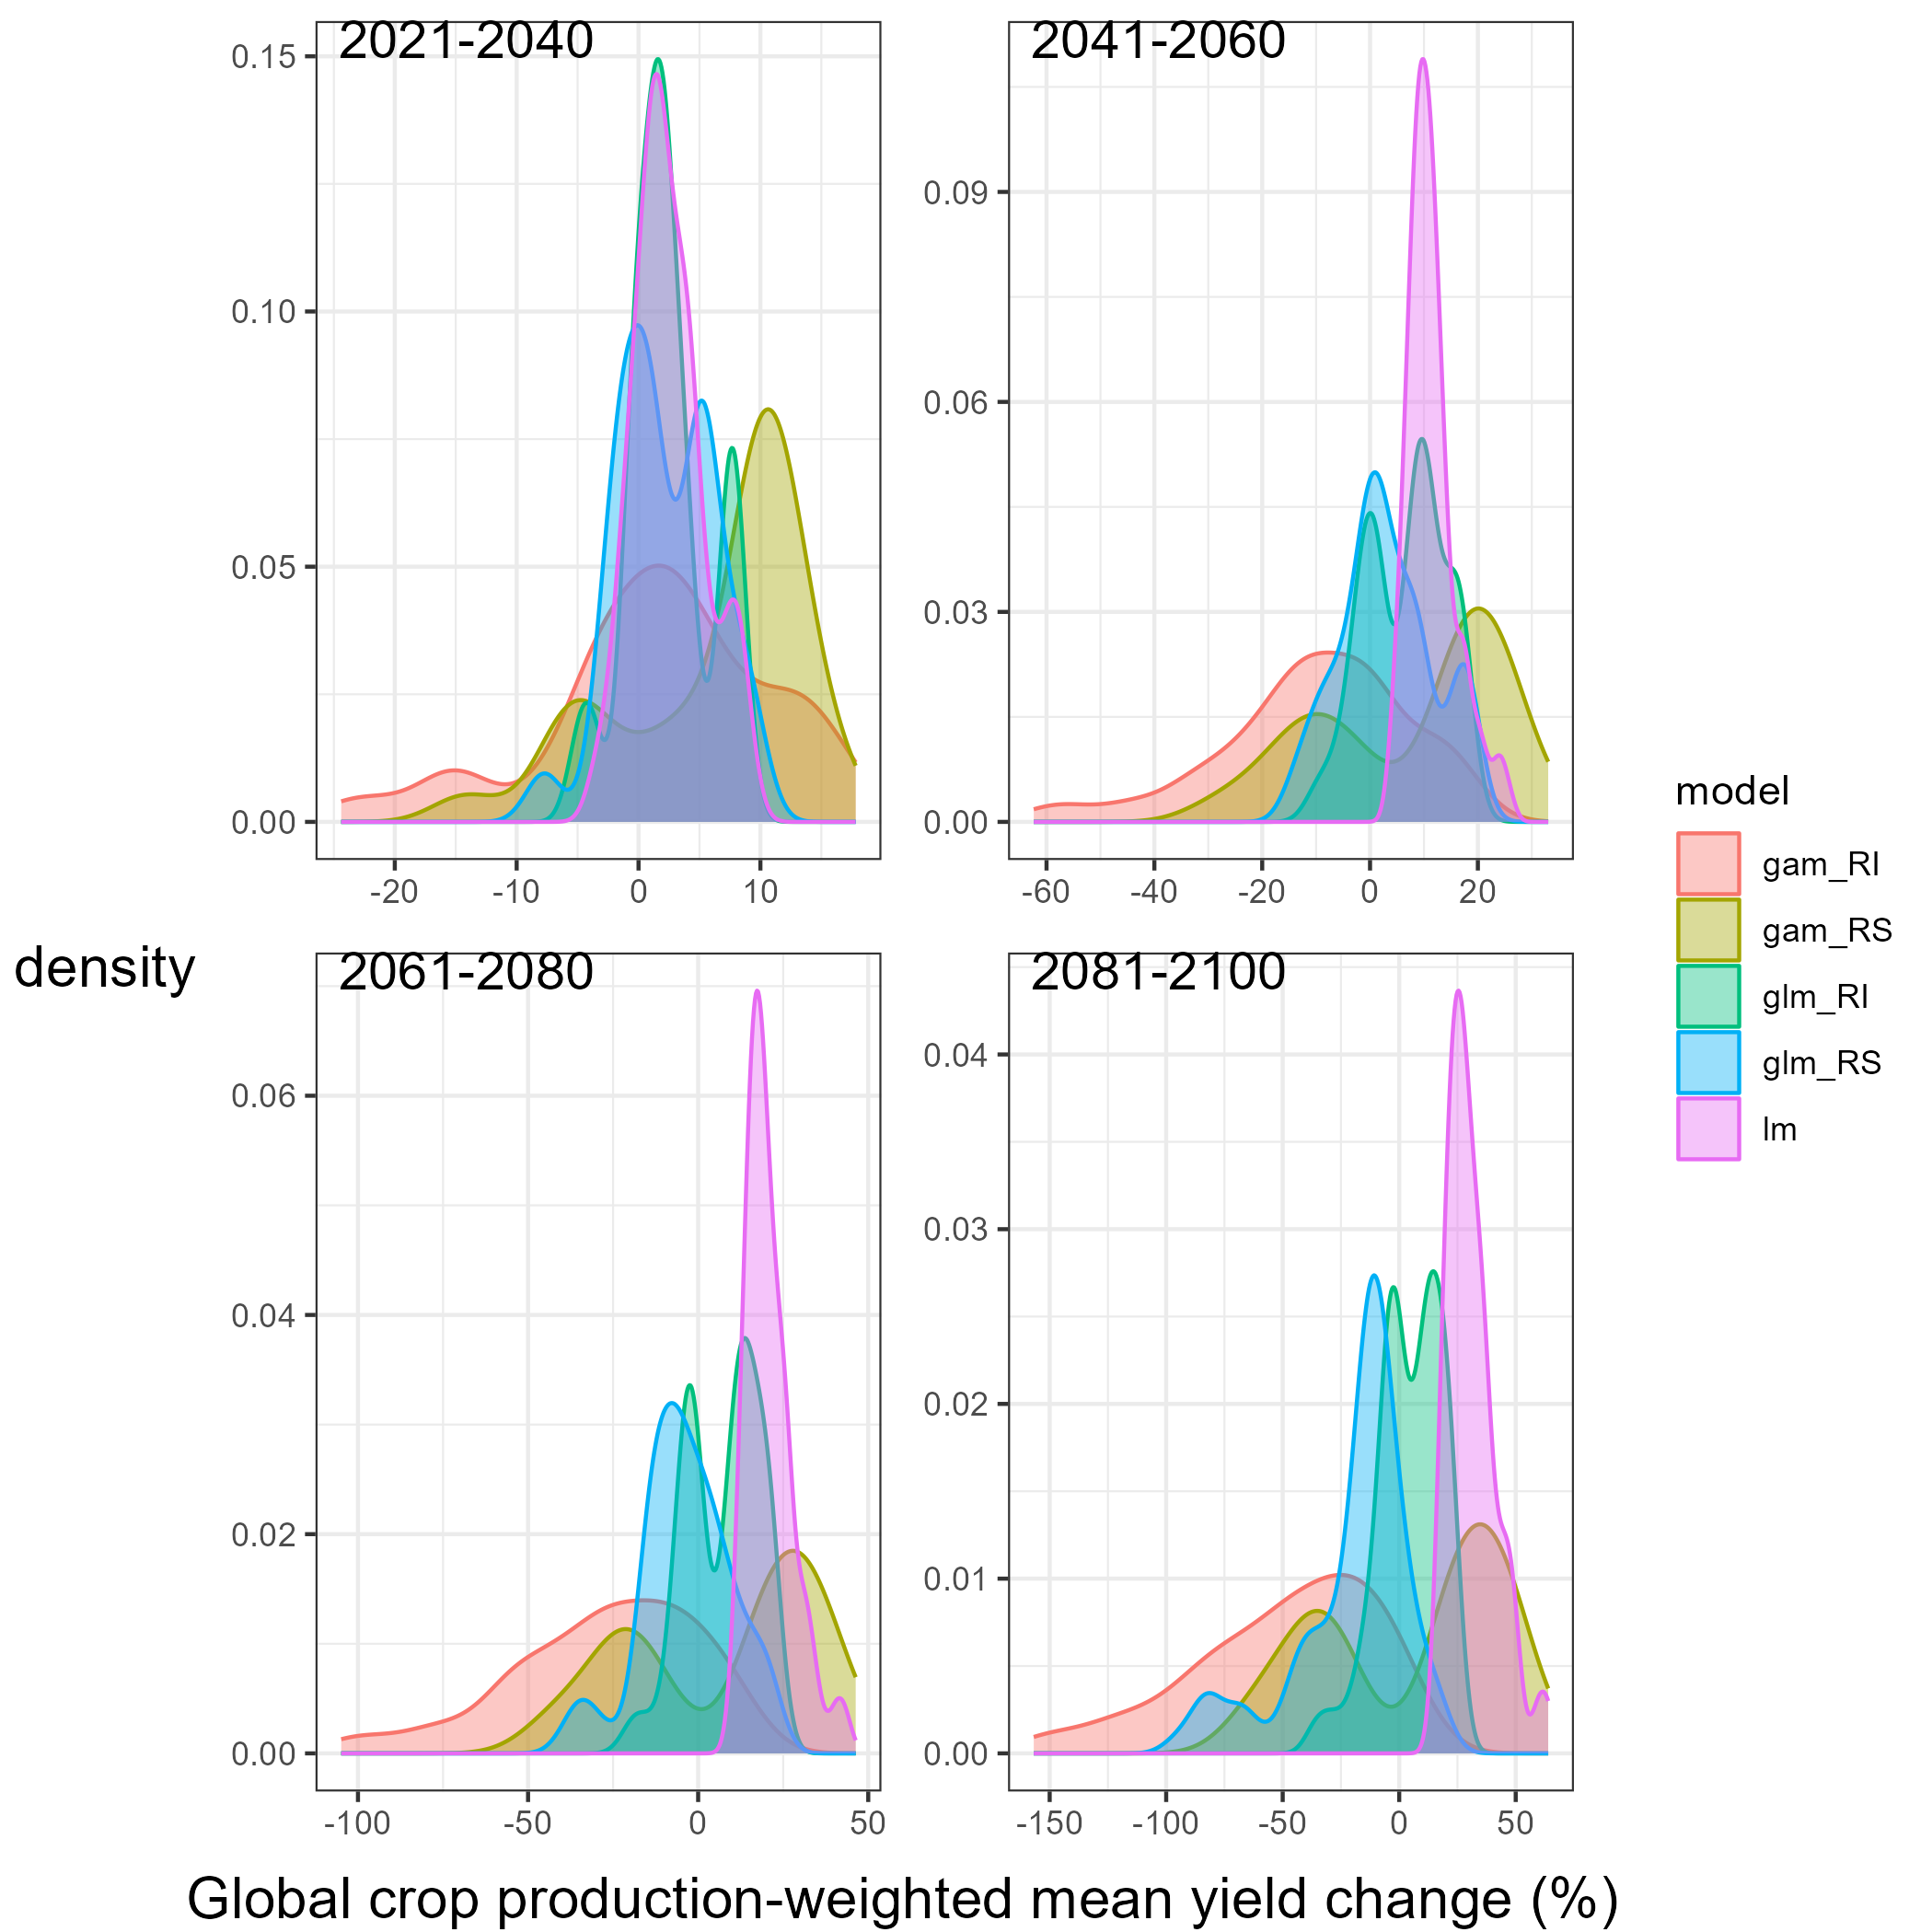 2021-2040
0.15
0.10
0.05
0.00
-20 -10 0 10
2041-2060
0.09
0.06
0.03
0.00
-60 -40 -20 0 20
density
2061-2080
0.06
0.04
0.02
0.00
-100 -50 0 50
2081-2100
0.04
0.03
0.02
0.01
0.00
-150 -100 -50 0 50
Global crop production-weighted mean yield change (%)
model
gam_RI
gam_RS
glm_RI
glm_RS
lm